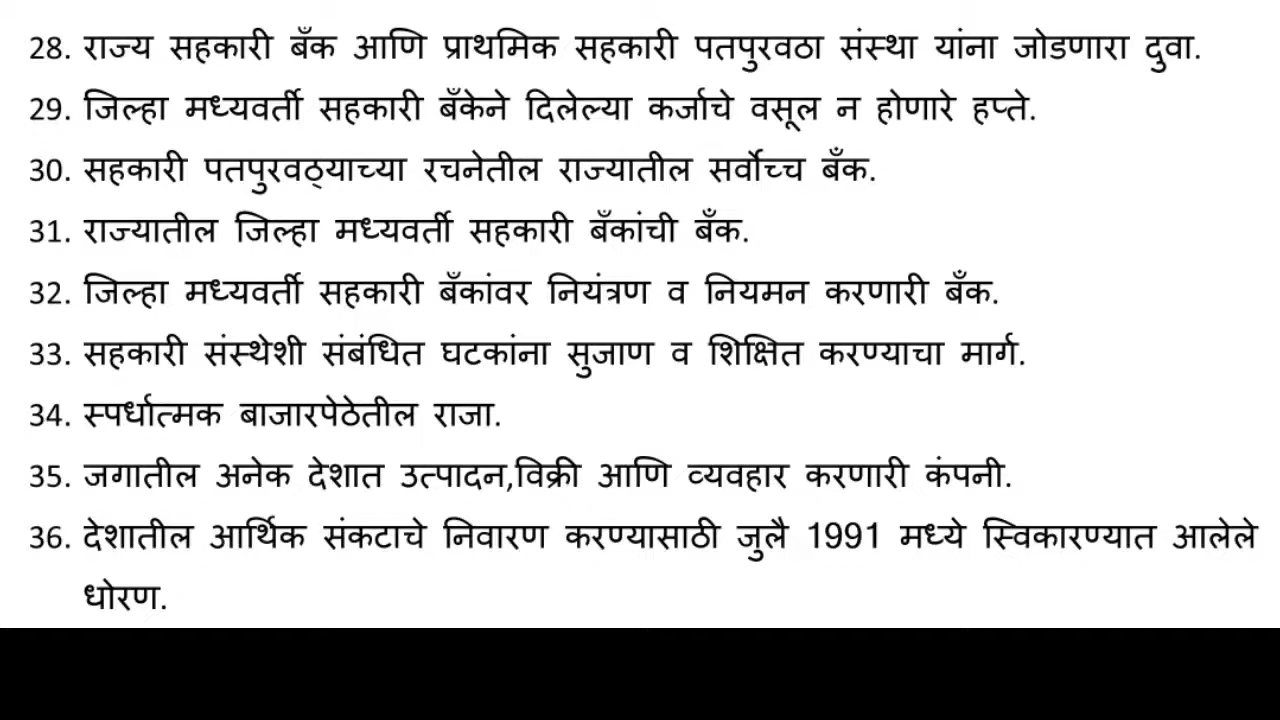 28. राज्य सहकारी बँक आणि प्राथमिक सहकारी पतपुरवठा संस्था यांना जोडणारा दुवा.
29. जिल्हा मध्यवर्ती सहकारी बँकेने दिलेल्या कर्जाचे वसूल न होणारे हप्ते.
30. सहकारी पतपुरवठ्याच्या रचनेतील राज्यातील सर्वोच्च बँक.
31. राज्यातील जिल्हा मध्यवर्ती सहकारी बँकांची बँक.
32. जिल्हा मध्यवर्ती सहकारी बँकांवर नियंत्रण व नियमन करणारी बँक.
33. सहकारी संस्थेशी संबंधित घटकांना सुजाण व शिक्षित करण्याचा मार्ग.
34. स्पर्धात्मक बाजारपेठेतील राजा.
35. जगातील अनेक देशात उत्पादन,विक्री आणि व्यवहार करणारी कंपनी.
36. देशातील आर्थिक संकटाचे निवारण करण्यासाठी जुलै 1991 मध्ये स्विकारण्यात आलेले
धोरण.